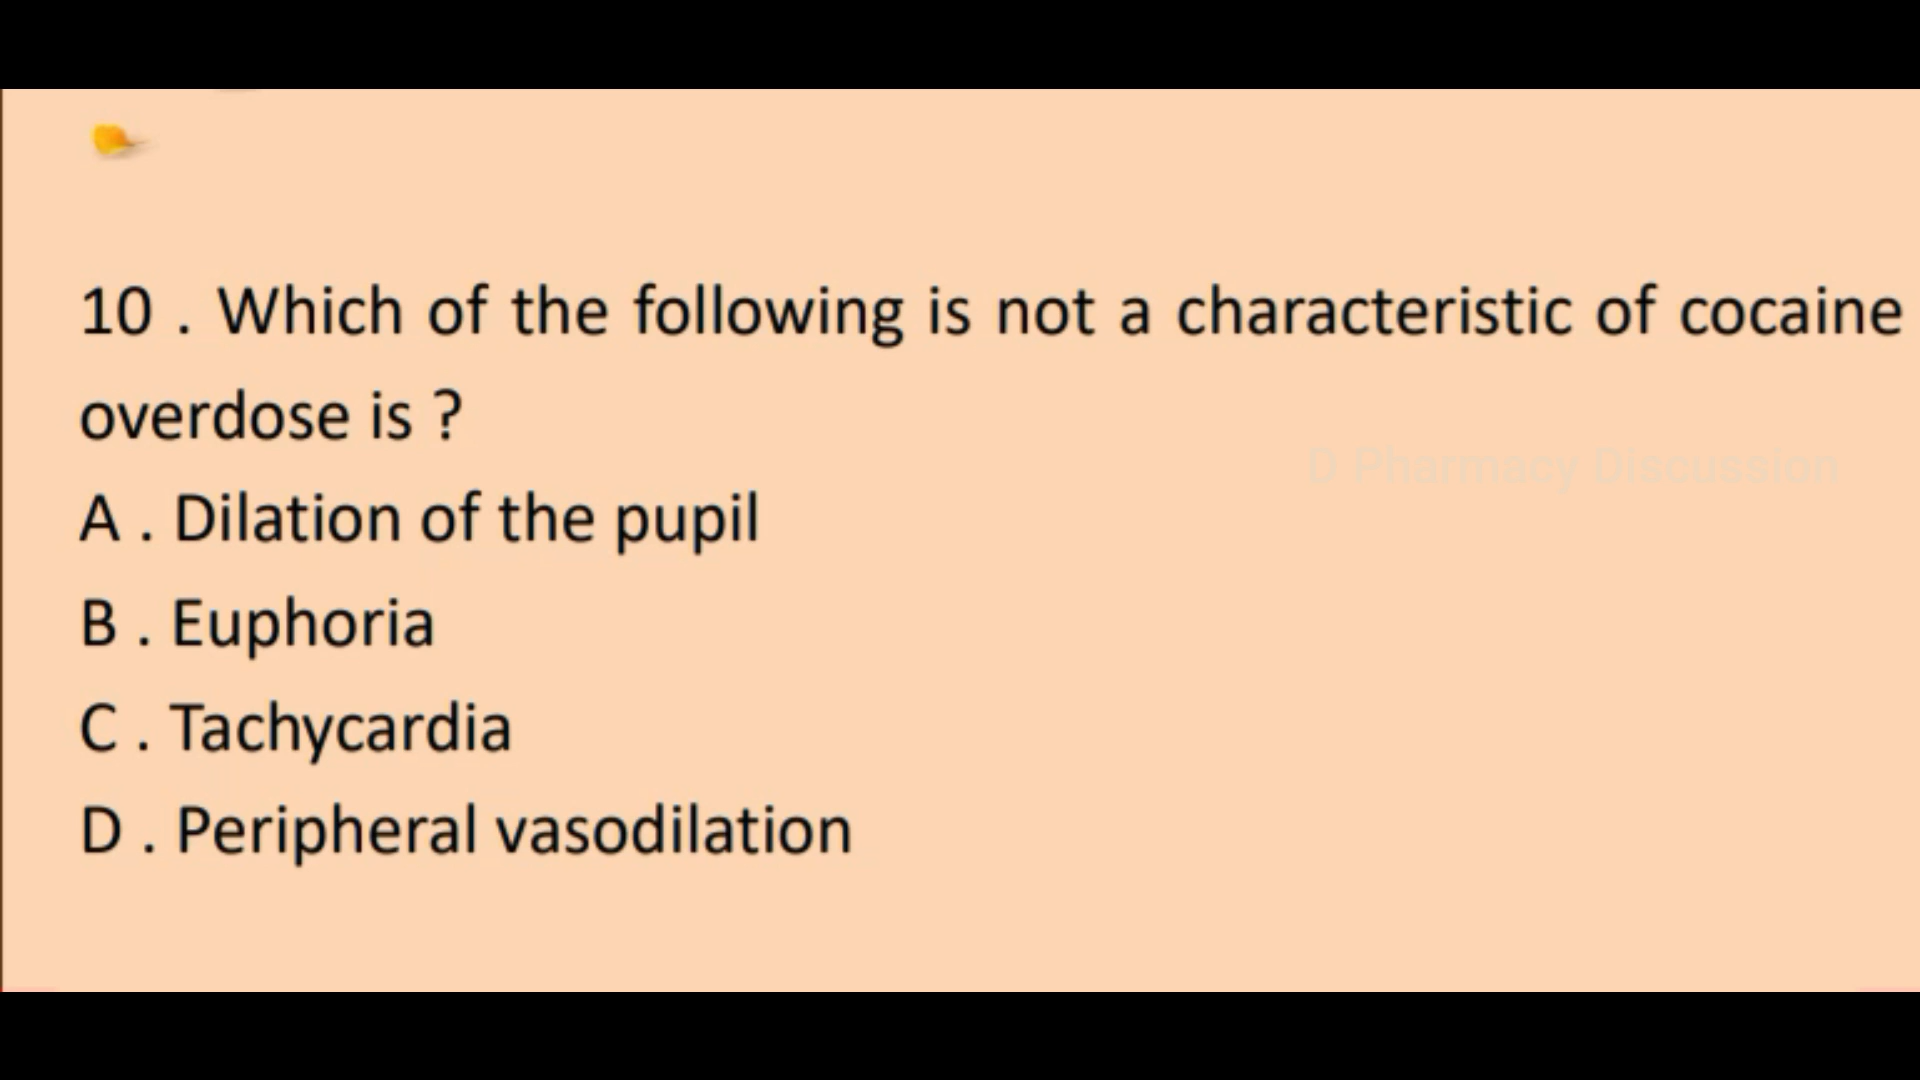 10 . Which of the following is not a characteristic of cocaine
overdose is ?
D Pharmacy Discussion
A . Dilation of the pupil
B . Euphoria
C . Tachycardia
D . Peripheral vasodilation